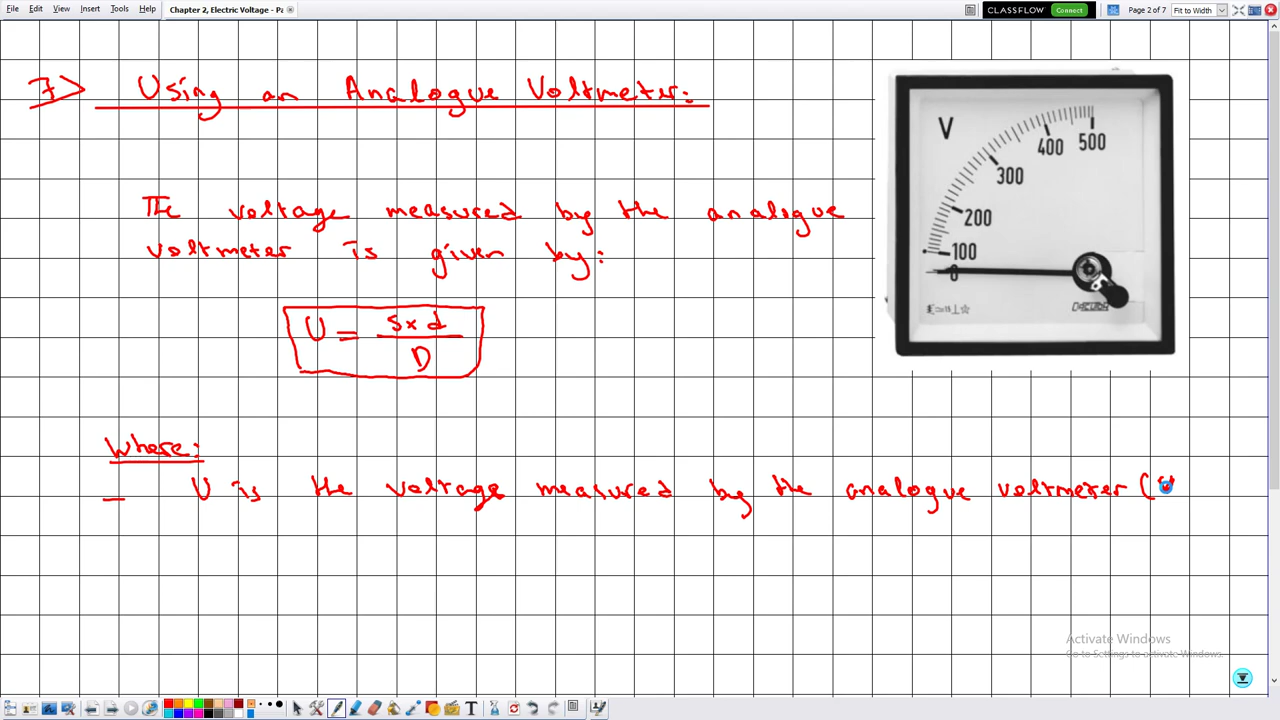 File Edit View Insert Tools Help
Chapter 2, Electric Voltage - Pa
CLASSFLOW Connect
Page 2 of 7 Fit to Width
7> Using an Analogue Voltmeter:
The voltage measured by the analogue
voltmeter is given by:
U = S x d
D
V
0 100 200 300 400 500
Where:
- U is the voltage measured by the analogue voltmeter (V
Activate Windows
Go to Settings to activate Windows.